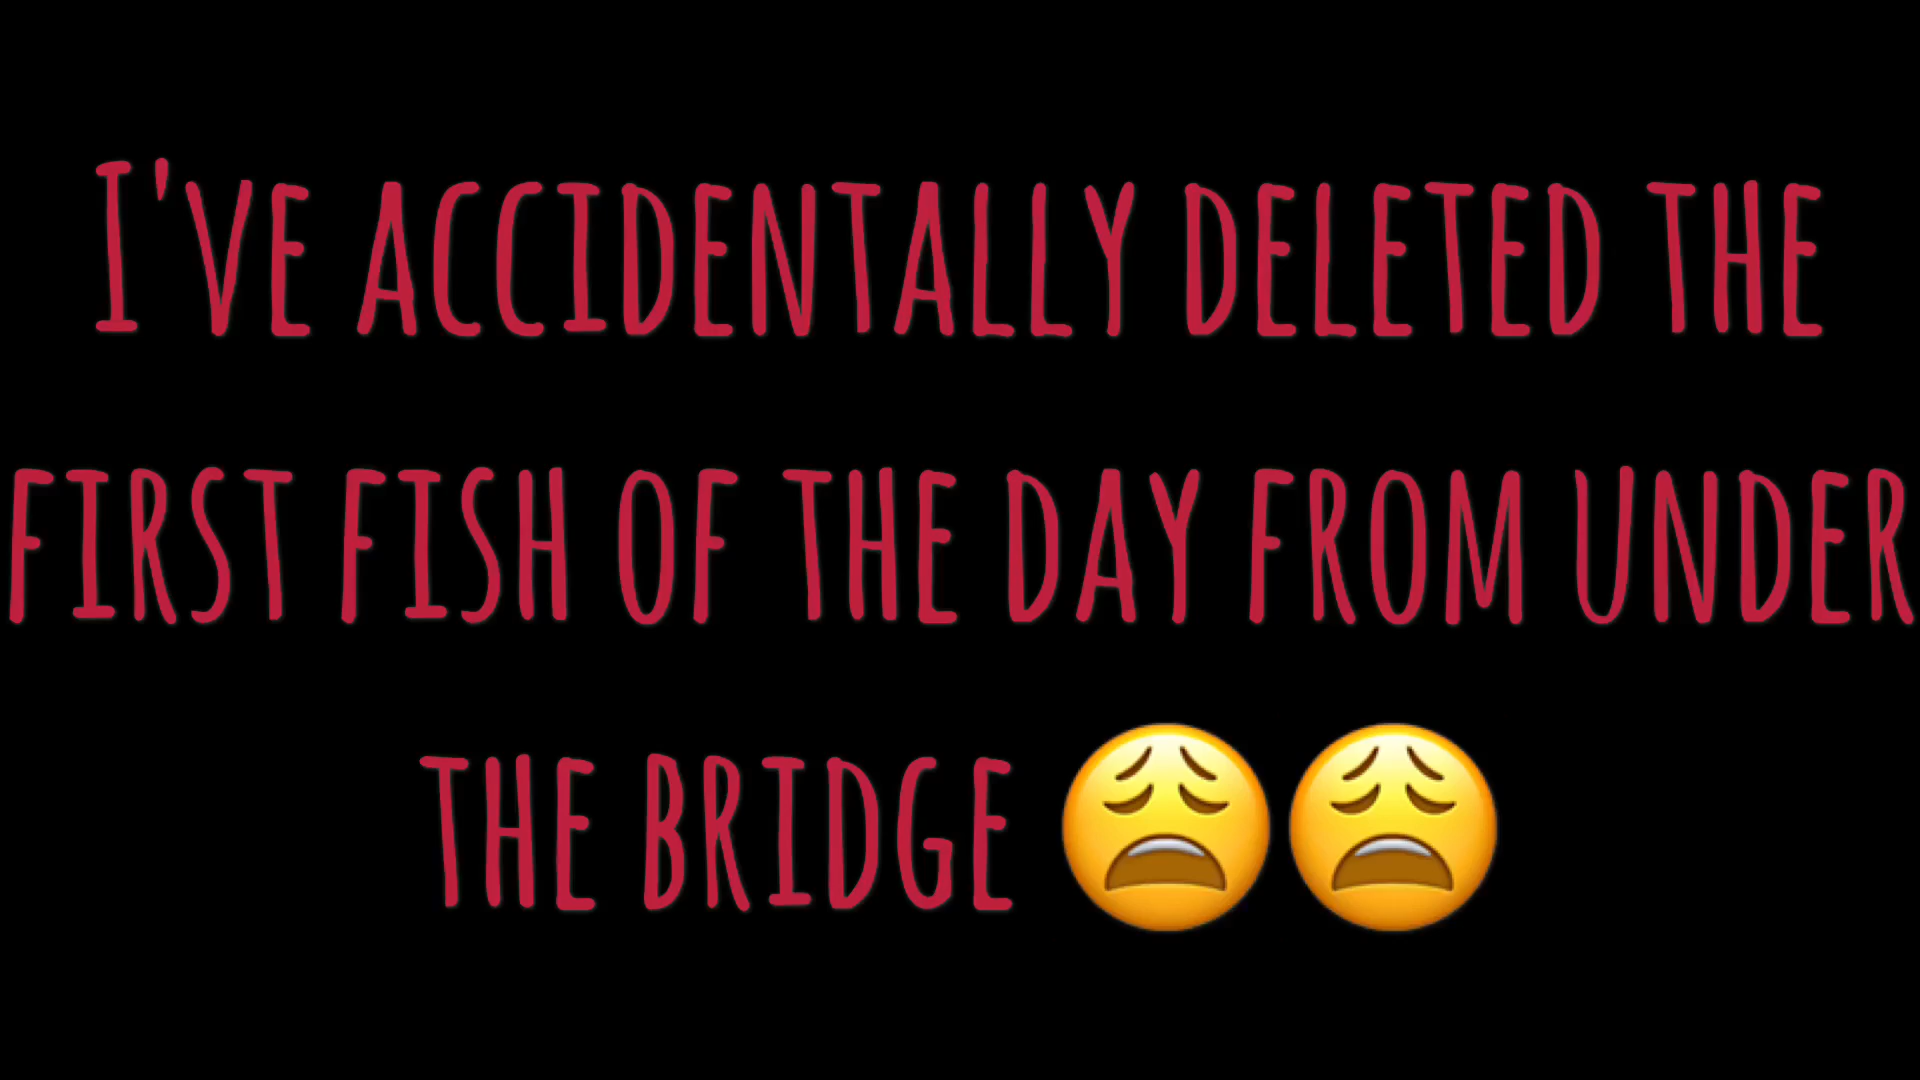 I've accidentally deleted the
first fish of the day from under
the bridge 😩😩